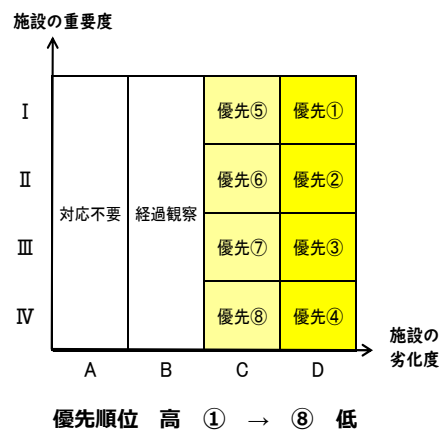 施設の重要度
Ⅰ
優先⑤
優先①
Ⅱ
優先⑥
優先②
対応不要
経過観察
Ⅲ
優先⑦
優先③
Ⅳ
優先⑧
優先④
施設の
劣化度
A
B
C
D
優先順位 高 ① → ⑧ 低